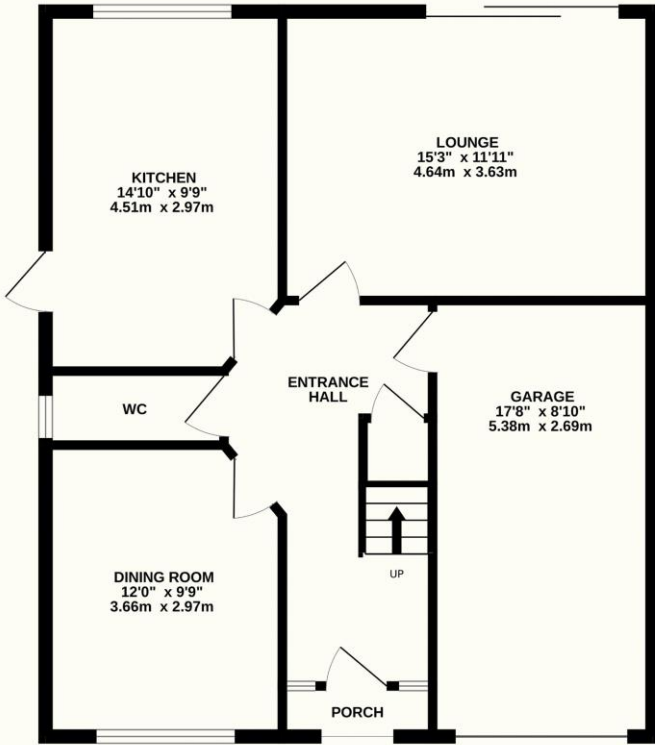 KITCHEN
14'10" x 9'9"
4.51m x 2.97m
LOUNGE
15'3" x 11'11"
4.64m x 3.63m
WC
ENTRANCE
HALL
GARAGE
17'8" x 8'10"
5.38m x 2.69m
DINING ROOM
12'0" x 9'9"
3.66m x 2.97m
UP
PORCH